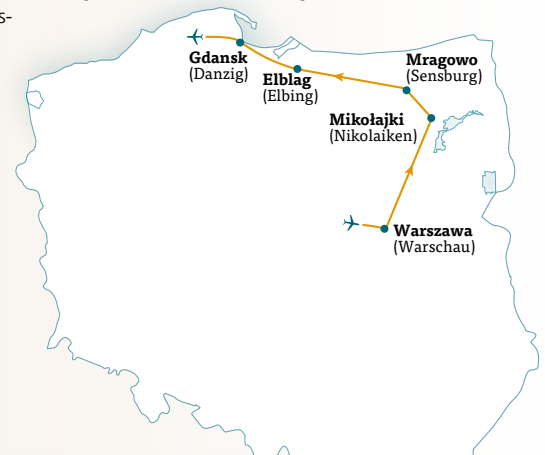 s-
Gdansk
(Danzig)
Elblag
(Elbing)
Mragowo
(Sensburg)
Mikołajki
(Nikolaiken)
Warszawa
(Warschau)